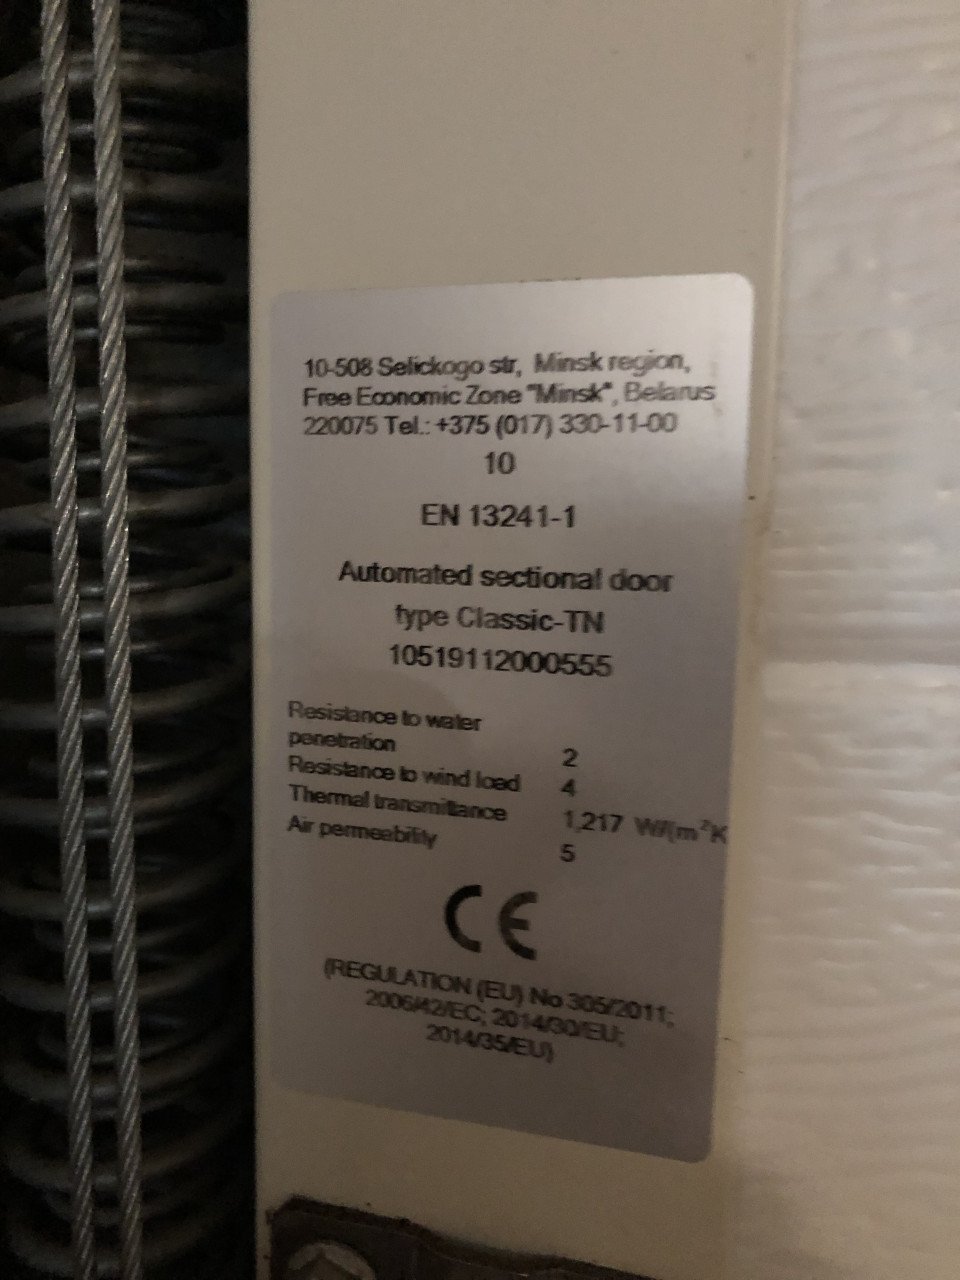 10-508 Selickogo str, Minsk region,
Free Economic Zone "Minsk", Belarus
220075 Tel.: +375 (017) 330-11-00
10
EN 13241-1
Automated sectional door
type Classic-TN
10519112000555
Resistance to water
penetration 2
Resistance to wind load 4
Thermal transmittance 1,217 W/(m²K
Air permeability 5
CE
(REGULATION (EU) No 305/2011;
2006/42/EC; 2014/30/EU;
2014/35/EU)